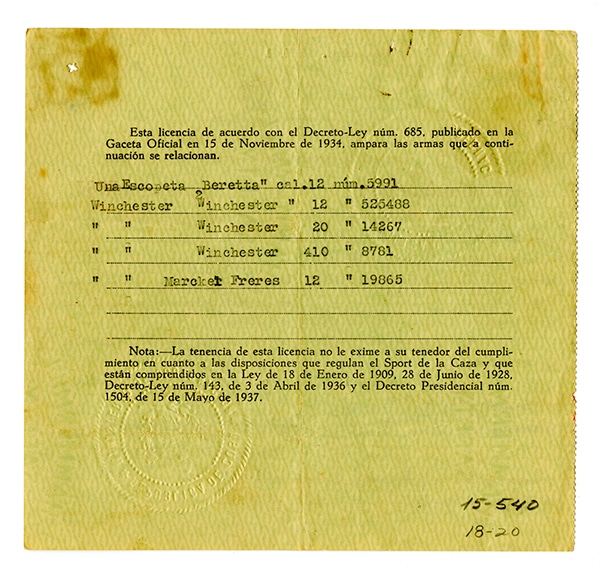 Esta licencia de acuerdo con el Decreto-Ley núm. 685, publicado en la
Gaceta Oficial en 15 de Noviembre de 1934, ampara las armas que a conti-
nuación se relacionan.
Una Escopeta „Beretta" cal.12 núm.5991
Winchester Winchester " 12 " 525488
" " Winchester 20 " 14267
" " Winchester 410 " 8781
" " Marckel Freres 12 " 19865
Nota:—La tenencia de esta licencia no le exime a su tenedor del cumpli-
miento en cuanto a las disposiciones que regulan el Sport de la Caza y que
están comprendidos en la Ley de 18 de Enero de 1909, 28 de Junio de 1928,
Decreto-Ley núm. 143, de 3 de Abril de 1936 y el Decreto Presidencial núm.
1504, de 15 de Mayo de 1937.
15-540
18-20